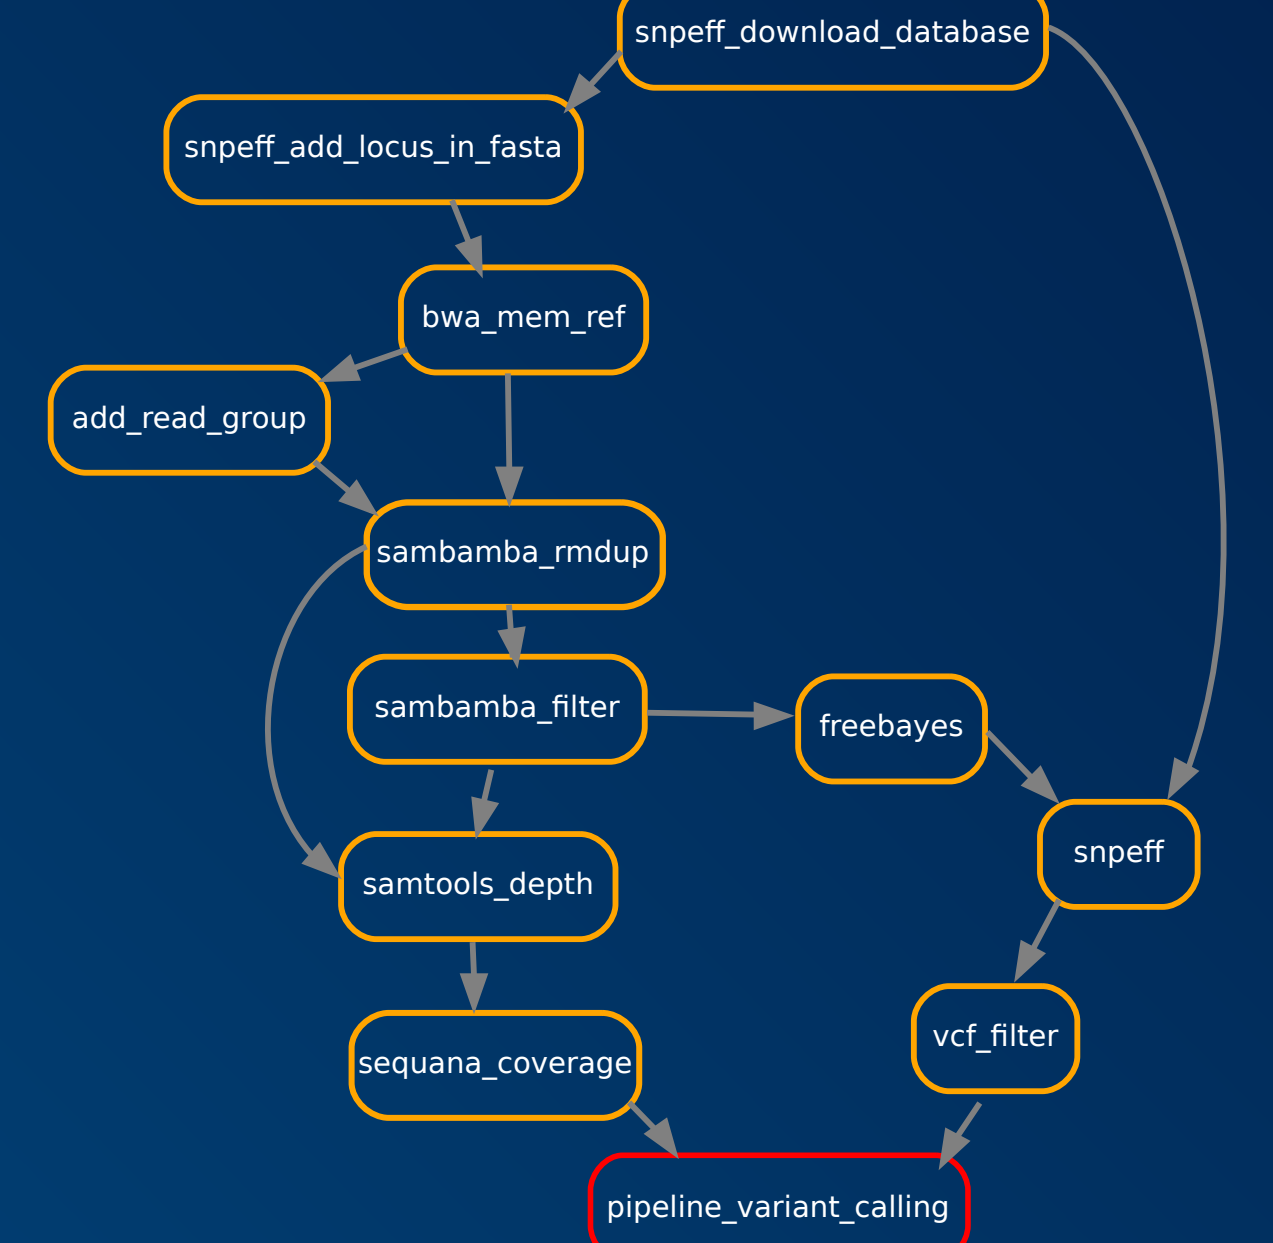 snpeff_download_database
snpeff_add_locus_in_fasta
bwa_mem_ref
add_read_group
sambamba_rmdup
sambamba_filter
freebayes
snpeff
samtools_depth
vcf_filter
sequana_coverage
pipeline_variant_calling